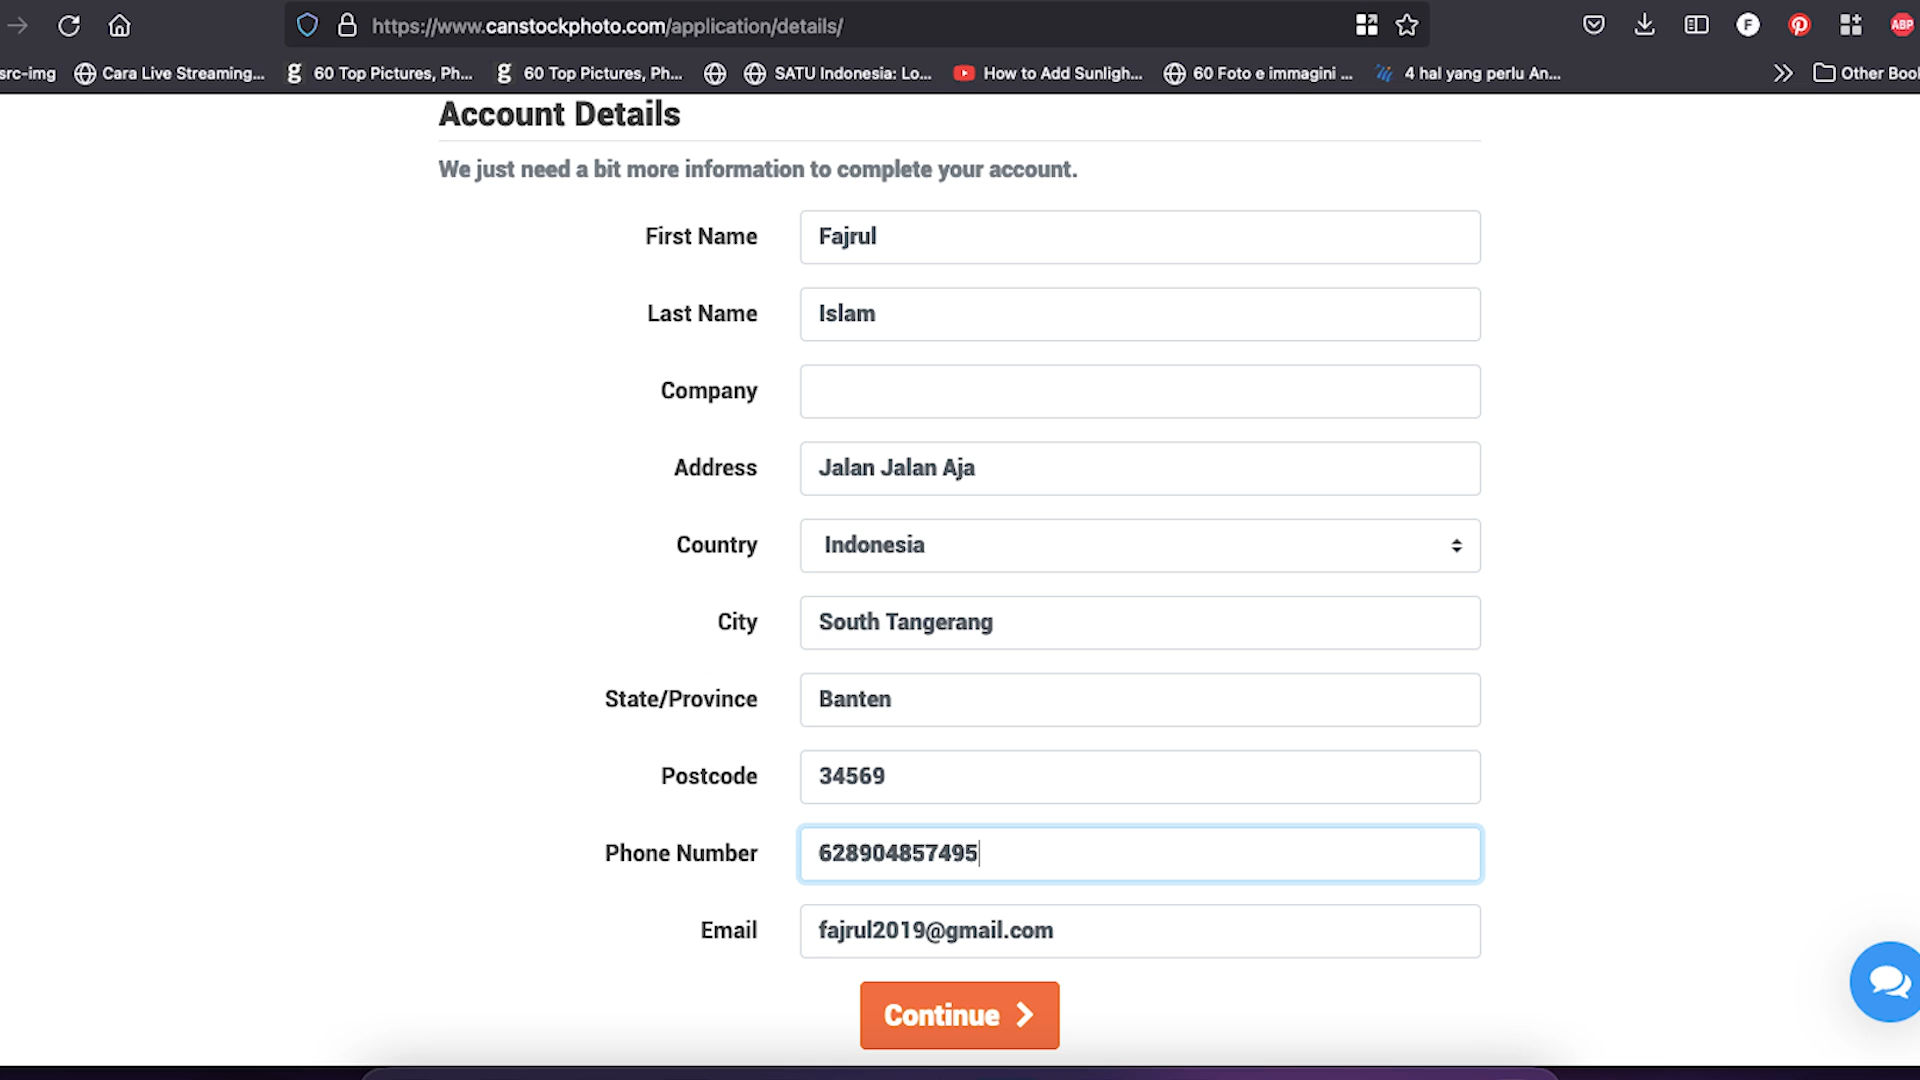 https://www.canstockphoto.com/application/details/
F
ABP
src-img
Cara Live Streaming...
g 60 Top Pictures, Ph...
g 60 Top Pictures, Ph...
SATU Indonesia: Lo...
How to Add Sunligh...
60 Foto e immagini ...
4 hal yang perlu An...
Other Boo
Account Details
We just need a bit more information to complete your account.
First Name Fajrul
Last Name Islam
Company
Address Jalan Jalan Aja
Country Indonesia
City South Tangerang
State/Province Banten
Postcode 34569
Phone Number 628904857495
Email fajrul2019@gmail.com
Continue